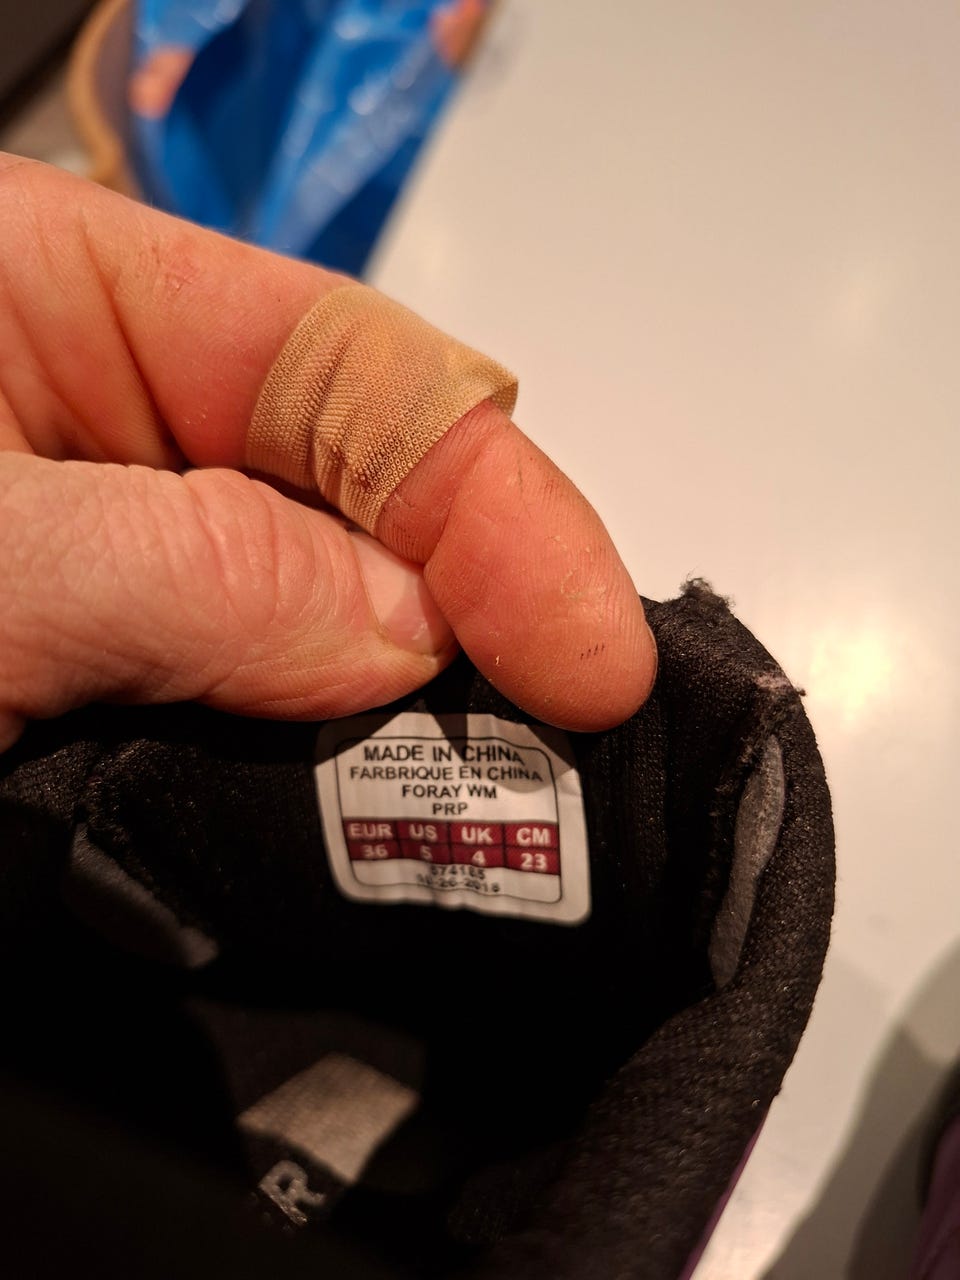 MADE IN CHINA
FARBRIQUE EN CHINA
FORAY WM
PRP
EUR US UK CM
36 5 4 23
R